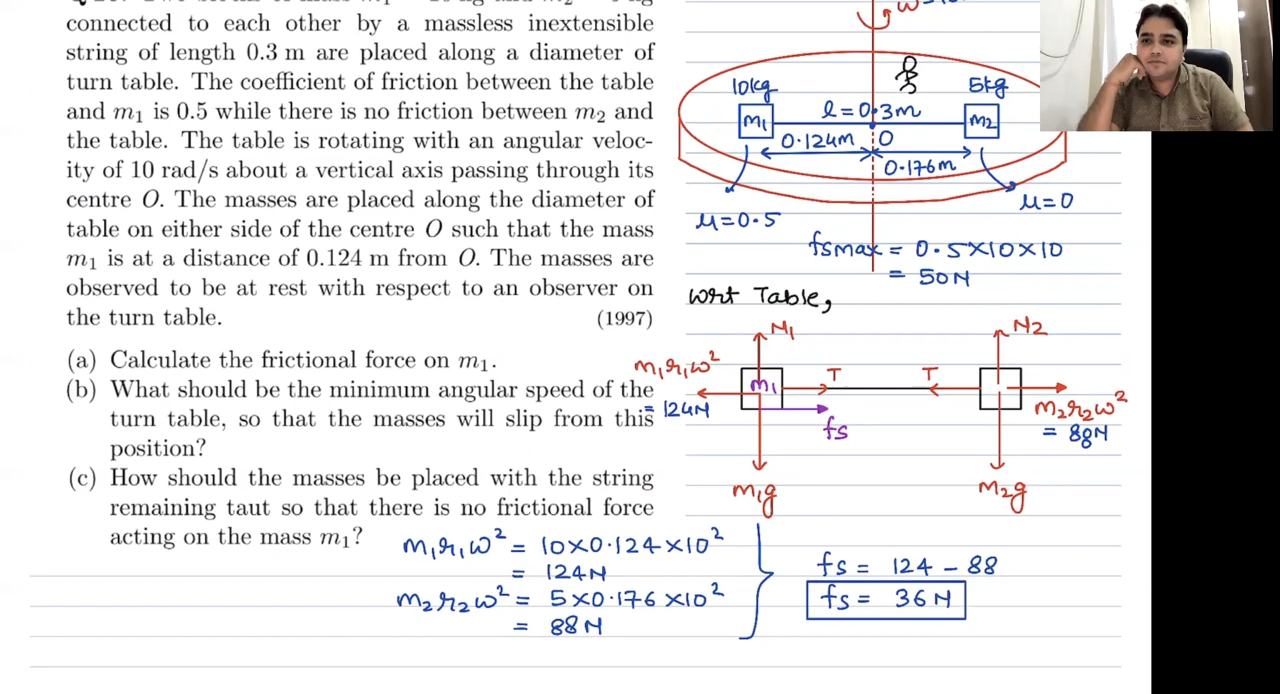 connected to each other by a massless inextensible
string of length 0.3 m are placed along a diameter of
turn table. The coefficient of friction between the table
and m₁ is 0.5 while there is no friction between m₂ and
the table. The table is rotating with an angular veloc-
ity of 10 rad/s about a vertical axis passing through its
centre O. The masses are placed along the diameter of
table on either side of the centre O such that the mass
m₁ is at a distance of 0.124 m from O. The masses are
observed to be at rest with respect to an observer on
the turn table. (1997)
(a) Calculate the frictional force on m₁.
(b) What should be the minimum angular speed of the
turn table, so that the masses will slip from this
position?
(c) How should the masses be placed with the string
remaining taut so that there is no frictional force
acting on the mass m₁?
m₁r₁ω² = 10×0.124×10²
= 124N
m₂r₂ω² = 5×0.176×10²
= 88N
ω
10kg
5kg
m₁
l=0.3m
m₂
0.124m
O
0.176m
μ=0.5
μ=0
fsmax = 0.5×10×10
= 50N
wrt Table,
N₁
N₂
m₁r₁ω²
= 124N
m₁
T
T
fs
m₂r₂ω²
= 88N
m₁g
m₂g
fs = 124 - 88
fs = 36N